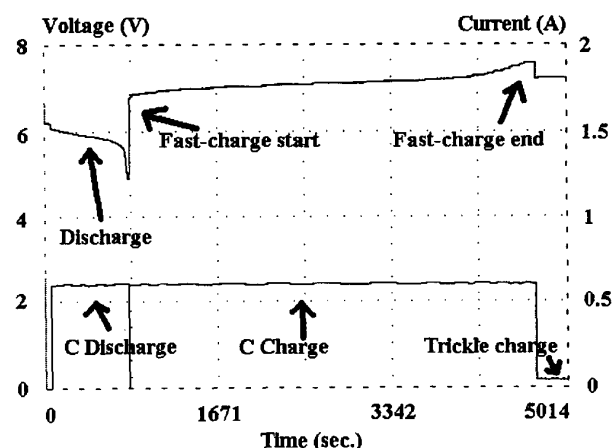 Voltage (V) Current (A)
8 2
Fast-charge start Fast-charge end
6 1.5
Discharge
4 1
2 0.5
C Discharge C Charge Trickle charge
0 0
0 1671 3342 5014
Time (sec.)